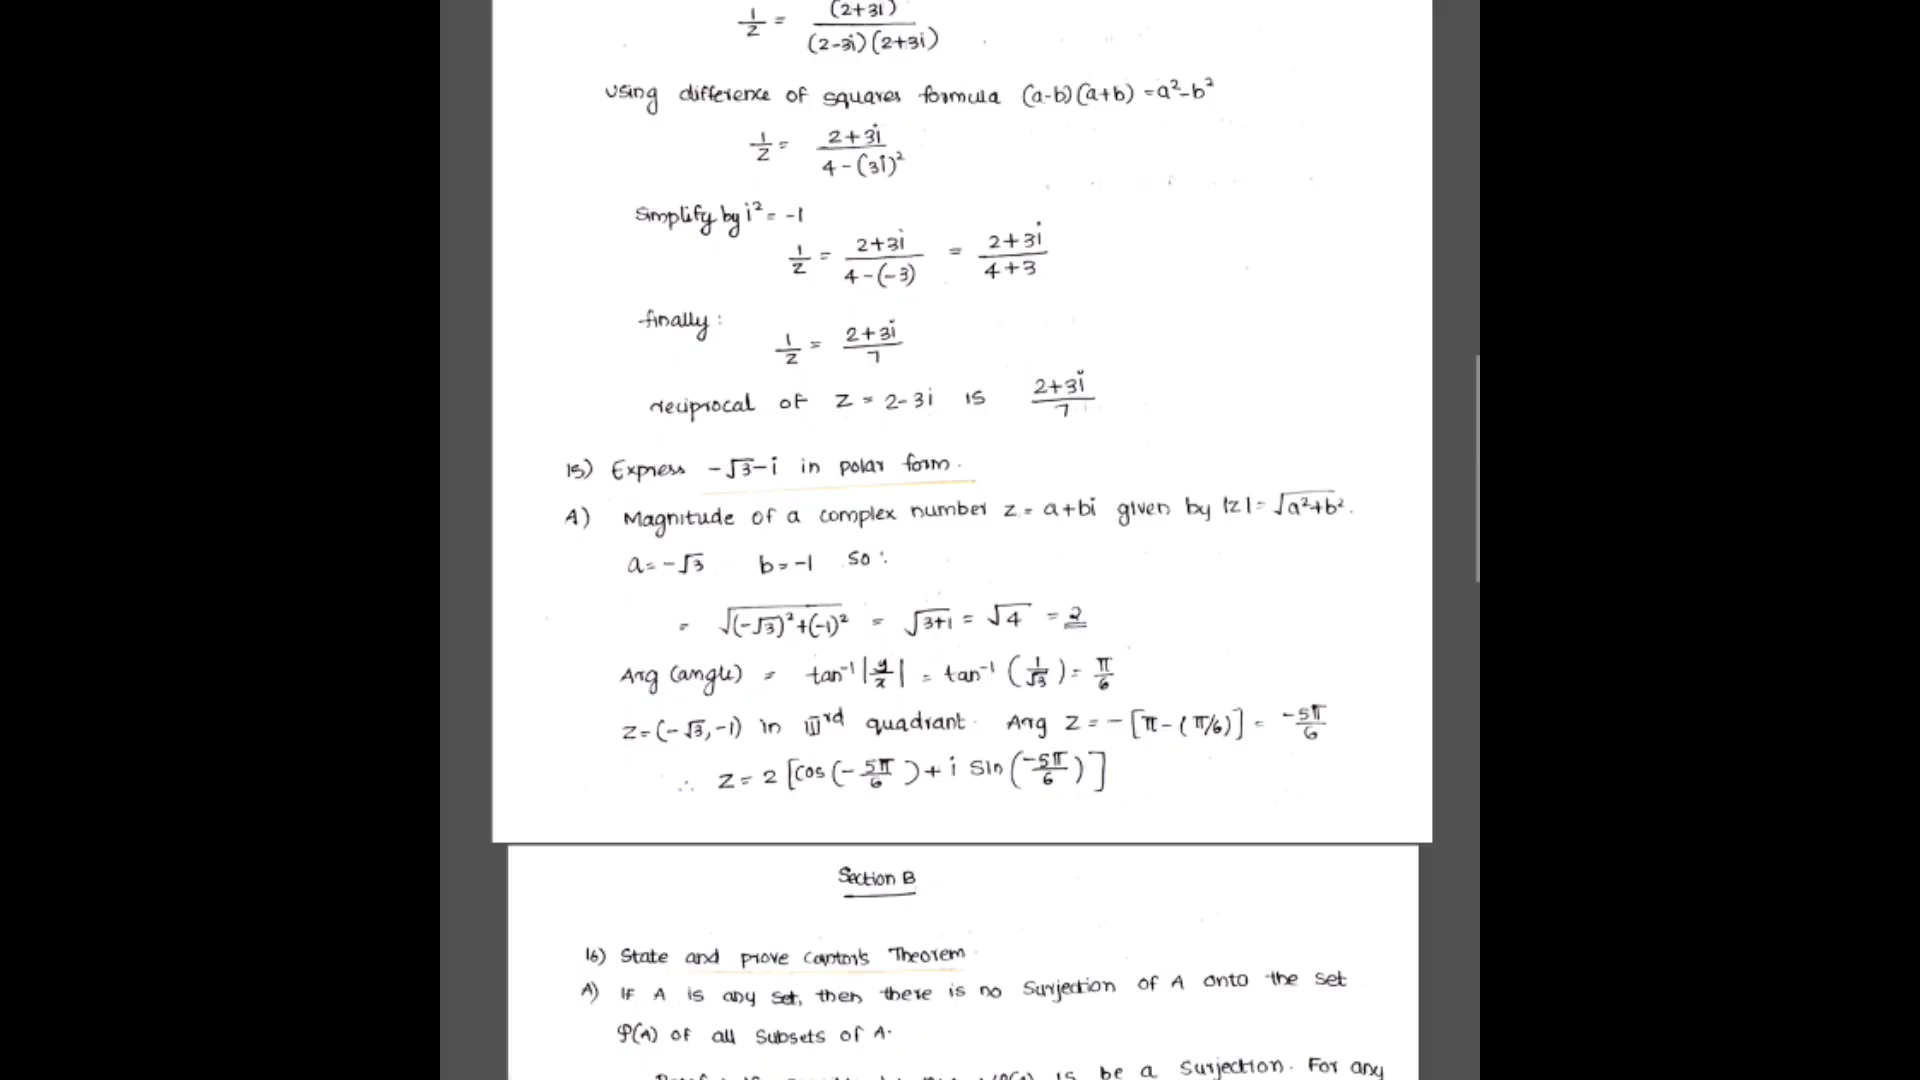 1/z = (2+3i)/((2-3i)(2+3i))
using difference of squares formula (a-b)(a+b) = a²-b²
1/z = (2+3i)/(4-(3i)²)
simplify by i² = -1
1/z = (2+3i)/(4-(-3)) = (2+3i)/(4+3)
finally:
1/z = (2+3i)/7
reciprocal of z = 2-3i is (2+3i)/7
15) Express -√3-i in polar form.
A) Magnitude of a complex number z = a+bi given by |z| = √(a²+b²).
a = -√3 b = -1 so:
= √((-√3)²+(-1)²) = √(3+1) = √4 = 2
Arg (angle) = tan⁻¹|y/x| = tan⁻¹(1/√3) = π/6
z = (-√3, -1) in IIIrd quadrant. Arg z = -[π-(π/6)] = -5π/6
∴ z = 2[cos(-5π/6) + i sin(-5π/6)]
Section B
16) State and prove Cantor's Theorem.
A) If A is any set, then there is no surjection of A onto the set
P(A) of all subsets of A.
is be a surjection. For any